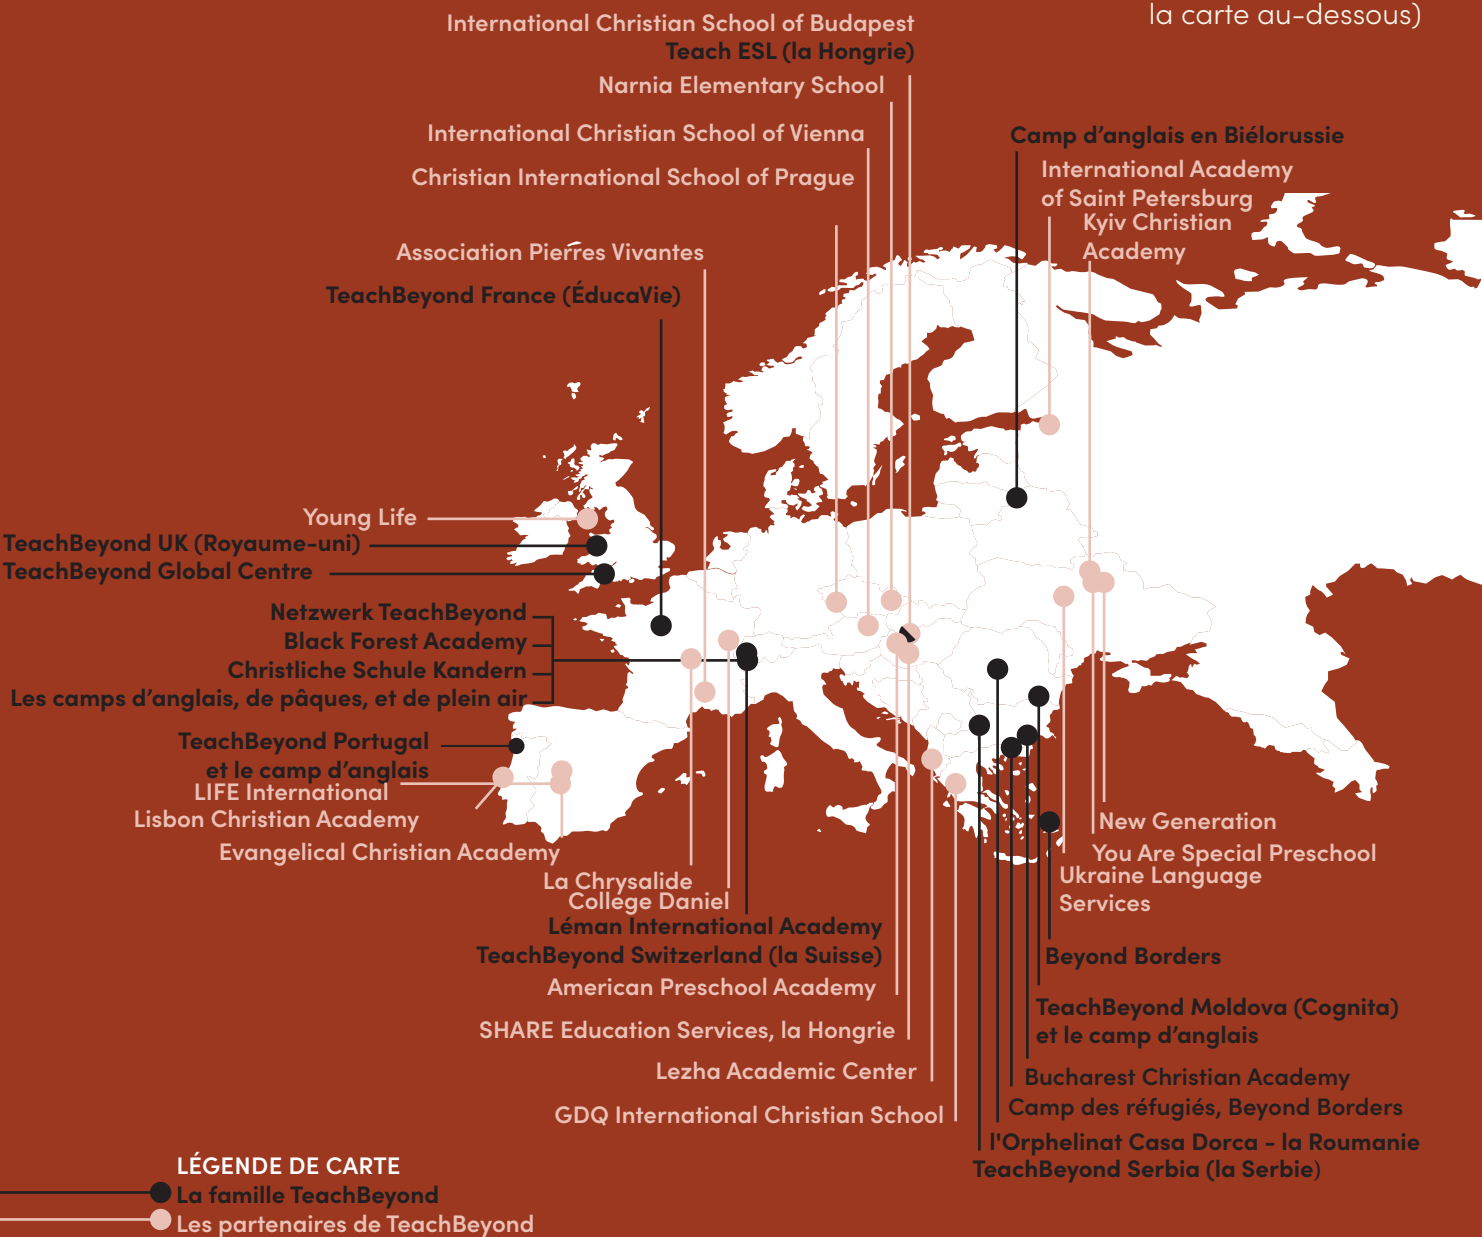 la carte au-dessous)
International Christian School of Budapest
Teach ESL (la Hongrie)
Narnia Elementary School
International Christian School of Vienna
Christian International School of Prague
Camp d’anglais en Biélorussie
International Academy
of Saint Petersburg
Kyiv Christian
Academy
Association Pierres Vivantes
TeachBeyond France (ÉducaVie)
Young Life
TeachBeyond UK (Royaume-uni)
TeachBeyond Global Centre
Netzwerk TeachBeyond
Black Forest Academy
Christliche Schule Kandern
Les camps d’anglais, de pâques, et de plein air
TeachBeyond Portugal
et le camp d’anglais
LIFE International
Lisbon Christian Academy
Evangelical Christian Academy
La Chrysalide
College Daniel
Léman International Academy
TeachBeyond Switzerland (la Suisse)
American Preschool Academy
SHARE Education Services, la Hongrie
Lezha Academic Center
GDQ International Christian School
New Generation
You Are Special Preschool
Ukraine Language
Services
Beyond Borders
TeachBeyond Moldova (Cognita)
et le camp d’anglais
Bucharest Christian Academy
Camp des réfugiés, Beyond Borders
l'Orphelinat Casa Dorca - la Roumanie
TeachBeyond Serbia (la Serbie)
LÉGENDE DE CARTE
La famille TeachBeyond
Les partenaires de TeachBeyond